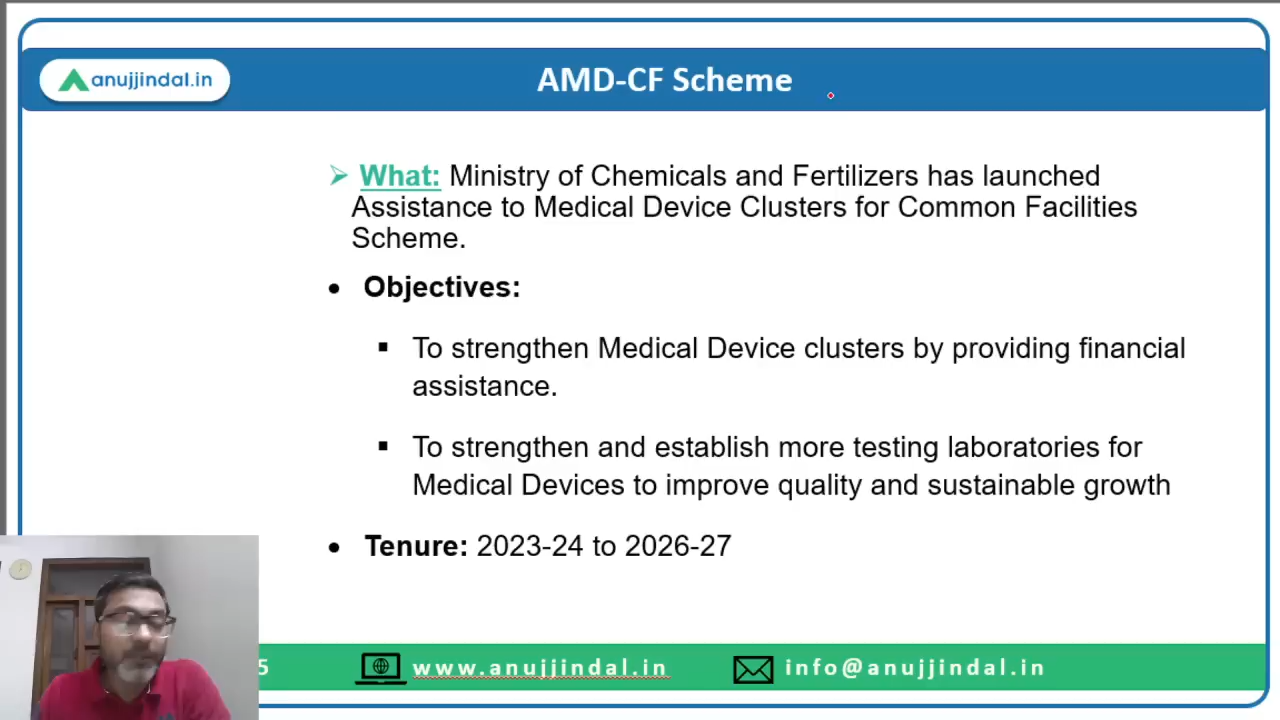 anujjindal.in
AMD-CF Scheme
What: Ministry of Chemicals and Fertilizers has launched
Assistance to Medical Device Clusters for Common Facilities
Scheme.
Objectives:
To strengthen Medical Device clusters by providing financial
assistance.
To strengthen and establish more testing laboratories for
Medical Devices to improve quality and sustainable growth
Tenure: 2023-24 to 2026-27
5 www.anujjindal.in info@anujjindal.in